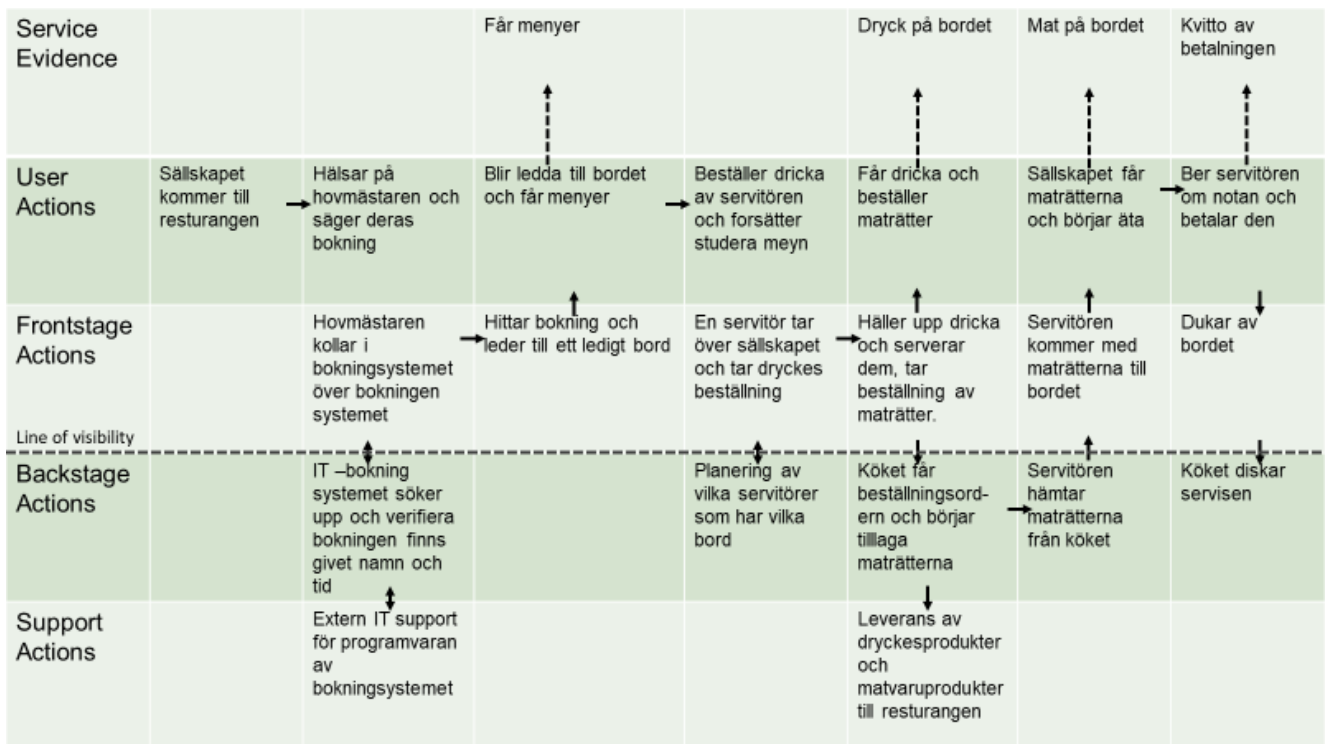 Service
Evidence
Får menyer
Dryck på bordet
Mat på bordet
Kvitto av
betalningen
User
Actions
Sällskapet
kommer till
resturangen
Hälsar på
hovmästaren och
säger deras
bokning
Blir ledda till bordet
och får menyer
Beställer dricka
av servitören
och forsätter
studera meyn
Får dricka och
beställer
maträtter
Sällskapet får
maträtterna
och börjar äta
Ber servitören
om notan och
betalar den
Frontstage
Actions
Hovmästaren
kollar i
bokningsystemet
över bokningen
systemet
Hittar bokning och
leder till ett ledigt bord
En servitör tar
över sällskapet
och tar dryckes
beställning
Häller upp dricka
och serverar
dem, tar
beställning av
maträtter.
Servitören
kommer med
maträtterna till
bordet
Dukar av
bordet
Line of visibility
Backstage
Actions
IT –bokning
systemet söker
upp och verifiera
bokningen finns
givet namn och
tid
Planering av
vilka servitörer
som har vilka
bord
Köket får
beställningsord-
ern och börjar
tilllaga
maträtterna
Servitören
hämtar
maträtterna
från köket
Köket diskar
servisen
Support
Actions
Extern IT support
för programvaran
av
bokningsystemet
Leverans av
dryckesprodukter
och
matvaruprodukter
till resturangen